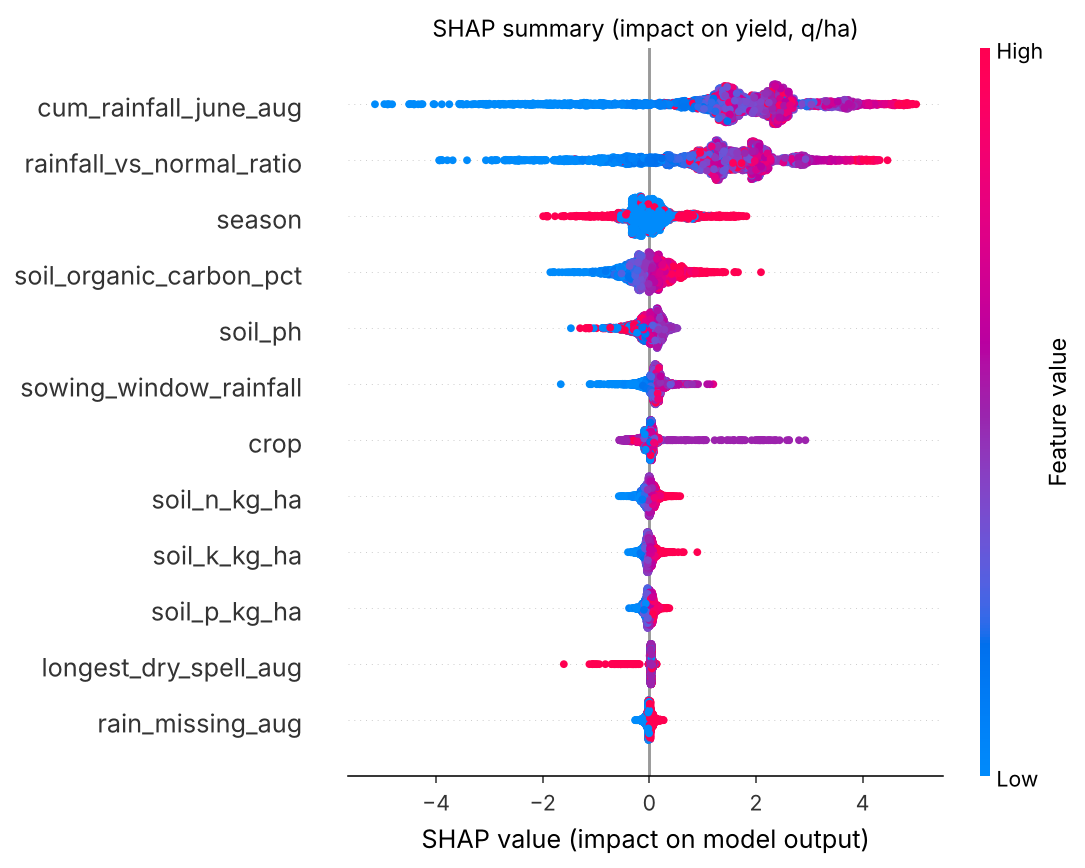 SHAP summary (impact on yield, q/ha)
High
cum_rainfall_june_aug
rainfall_vs_normal_ratio
season
soil_organic_carbon_pct
soil_ph
sowing_window_rainfall
crop
soil_n_kg_ha
soil_k_kg_ha
soil_p_kg_ha
longest_dry_spell_aug
rain_missing_aug
Feature value
Low
−4 −2 0 2 4
SHAP value (impact on model output)